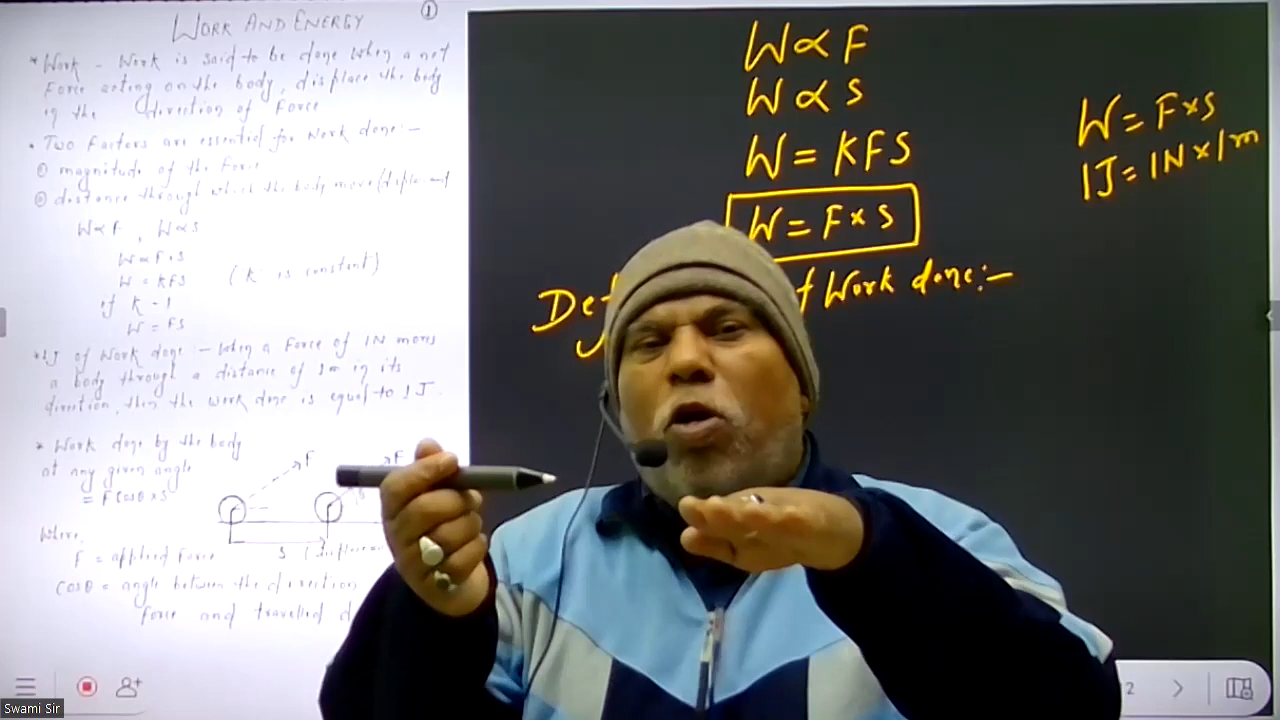 WORK AND ENERGY
1
* Work - Work is said to be done when a net
Force acting on the body, displace the body
in the direction of Force
• Two Factors are essential for Work done:-
① magnitude of the Force
② distance through which the body move/displ and
W∝F, W∝S
W∝F.S
W = KFS (K is constant)
if K = 1
W = FS
* 1J of Work done:- When a Force of 1N moves
a body through a distance of 1m in its
direction, then the work done is equal to 1J.
* Work done by the body
at any given angle
= F cosθ × S
F
F
S
Where,
F = applied Force
cosθ = angle between the direction
Force and travelled d
W∝F
W∝S
W = KFS
W = F×S
Def of Work done:-
W = F×S
1J = 1N×1m
2
Swami Sir